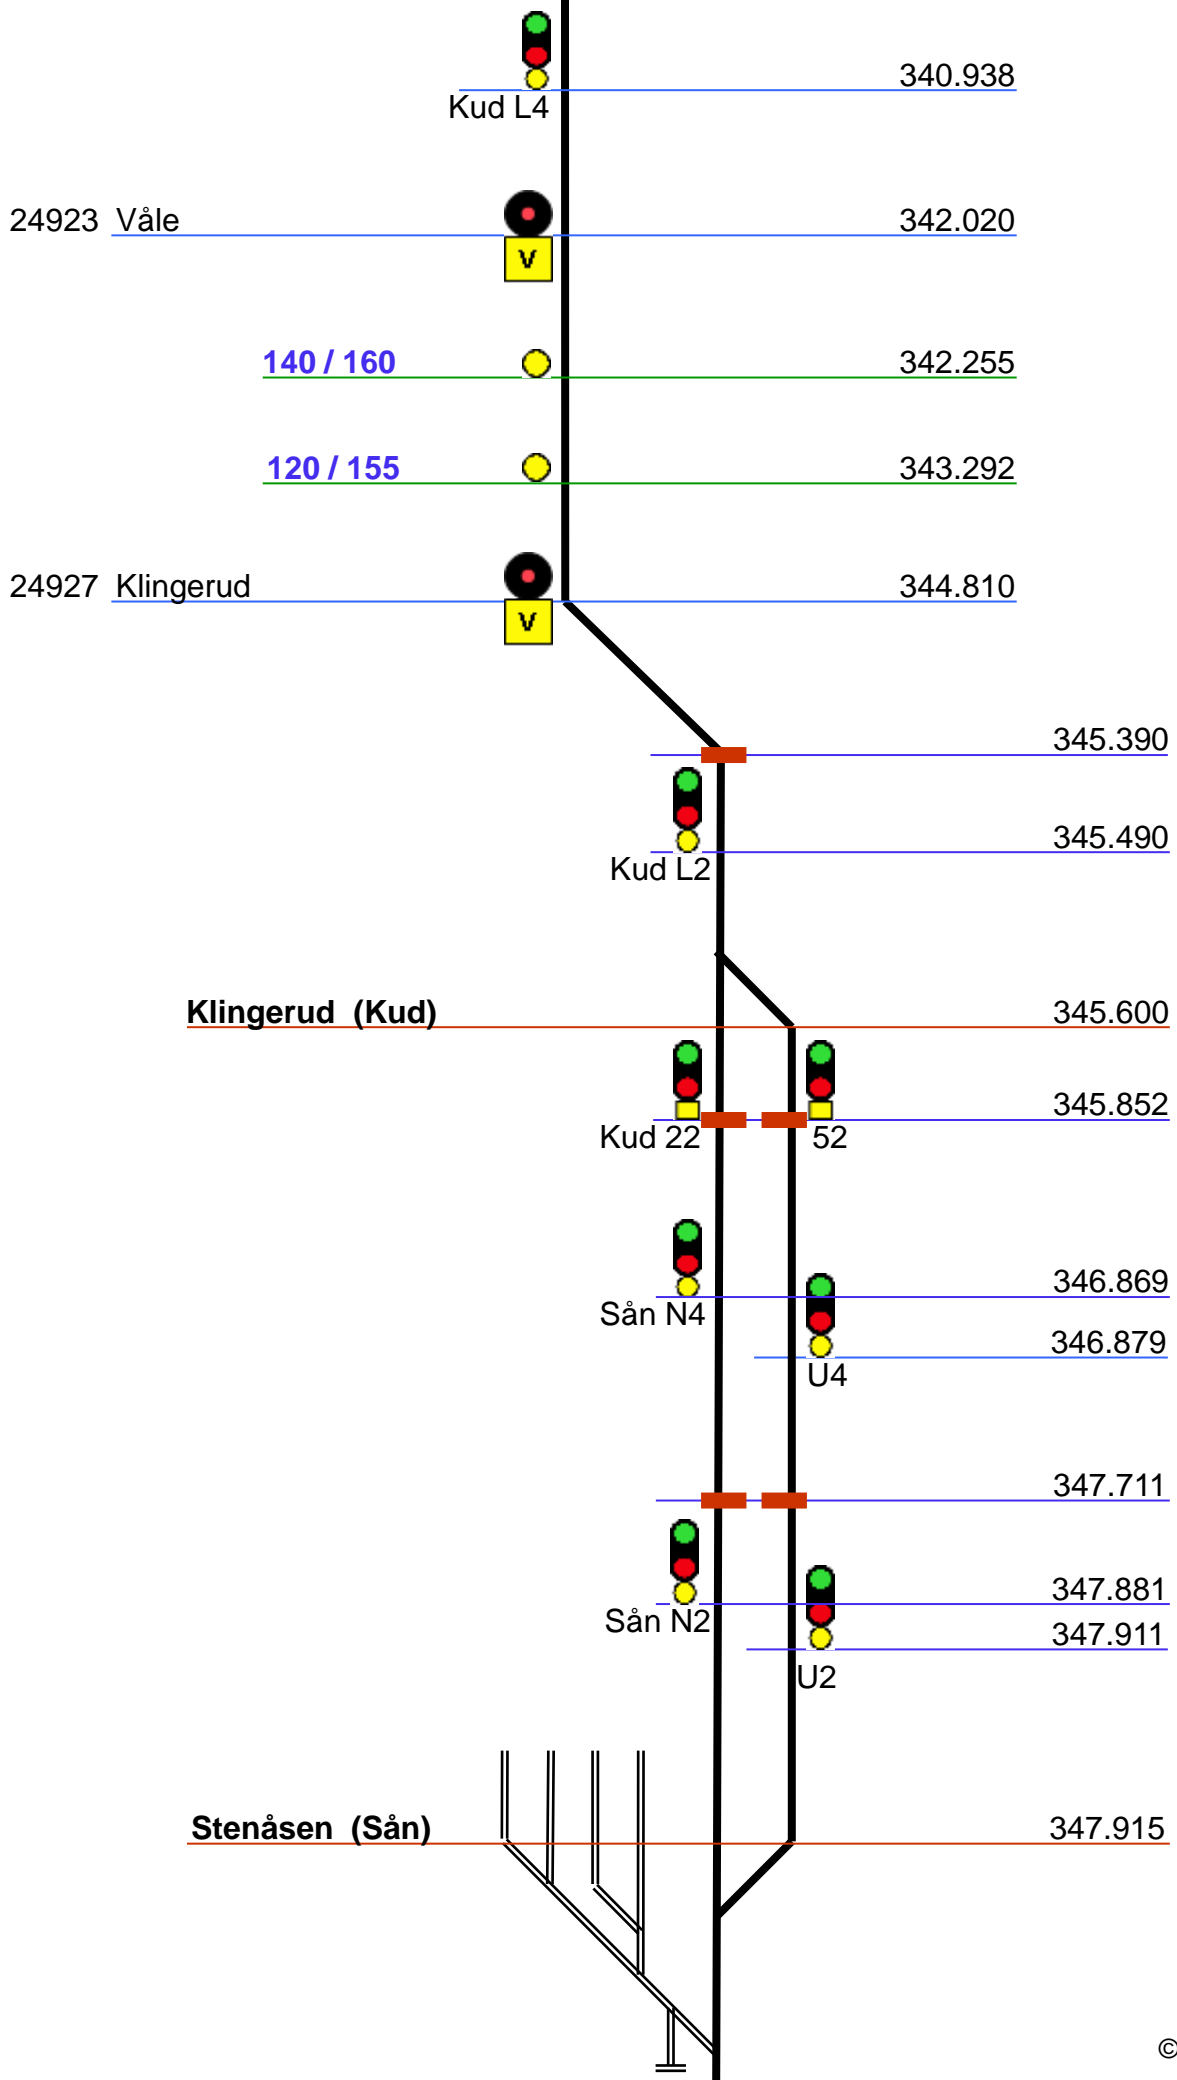 340.938
Kud L4
24923 Våle 342.020
V
140 / 160 342.255
120 / 155 343.292
24927 Klingerud 344.810
V
345.390
345.490
Kud L2
Klingerud (Kud) 345.600
345.852
Kud 22 52
346.869
Sån N4
346.879
U4
347.711
347.881
Sån N2 347.911
U2
Stenåsen (Sån) 347.915
©